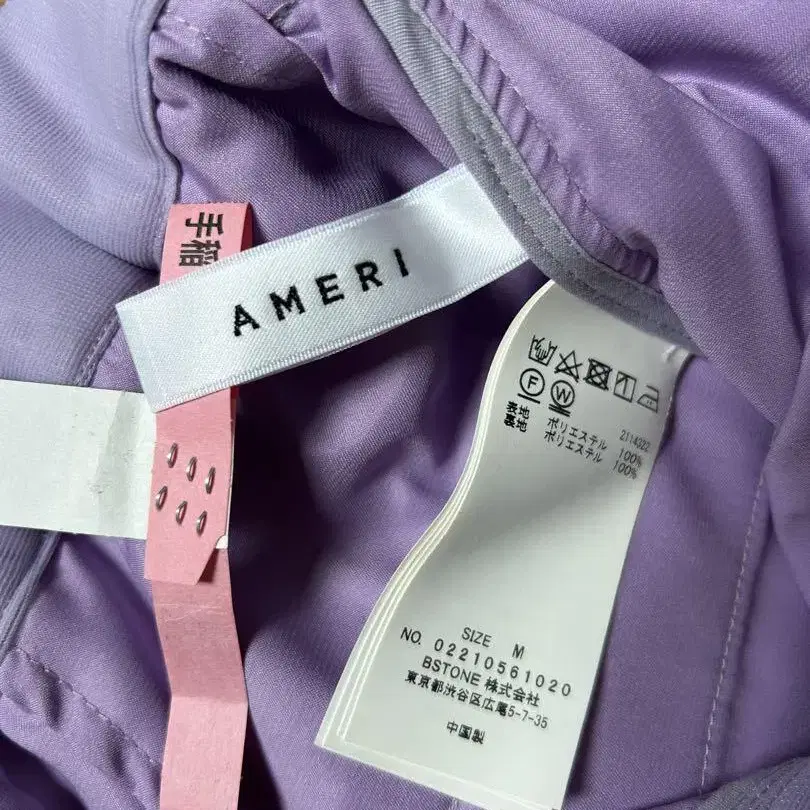 手稲
AMERI
F W
2114322
表地 ポリエステル 100%
裏地 ポリエステル 100%
SIZE M
NO. 02210561020
BSTONE 株式会社
東京都渋谷区広尾5-7-35
中国製